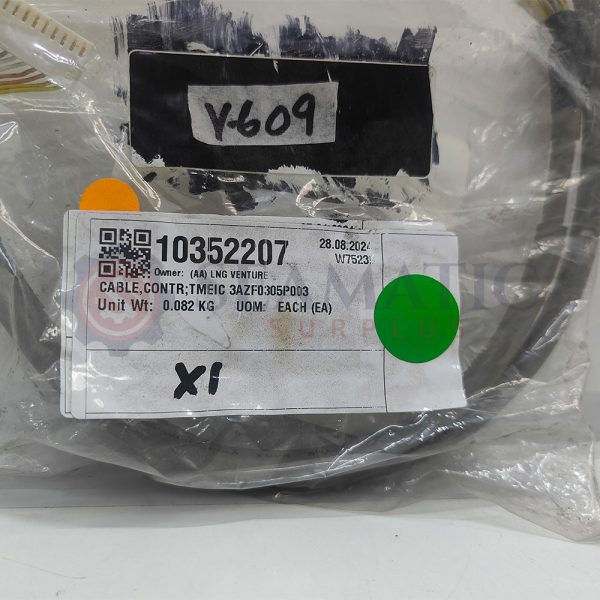 V-609
10352207
28.08.2024
Owner: (AA) LNG VENTURE
CABLE,CONTR;TMEIC 3AZF0305P003
Unit Wt: 0.082 KG UOM: EACH (EA)
X1
SURPLUS